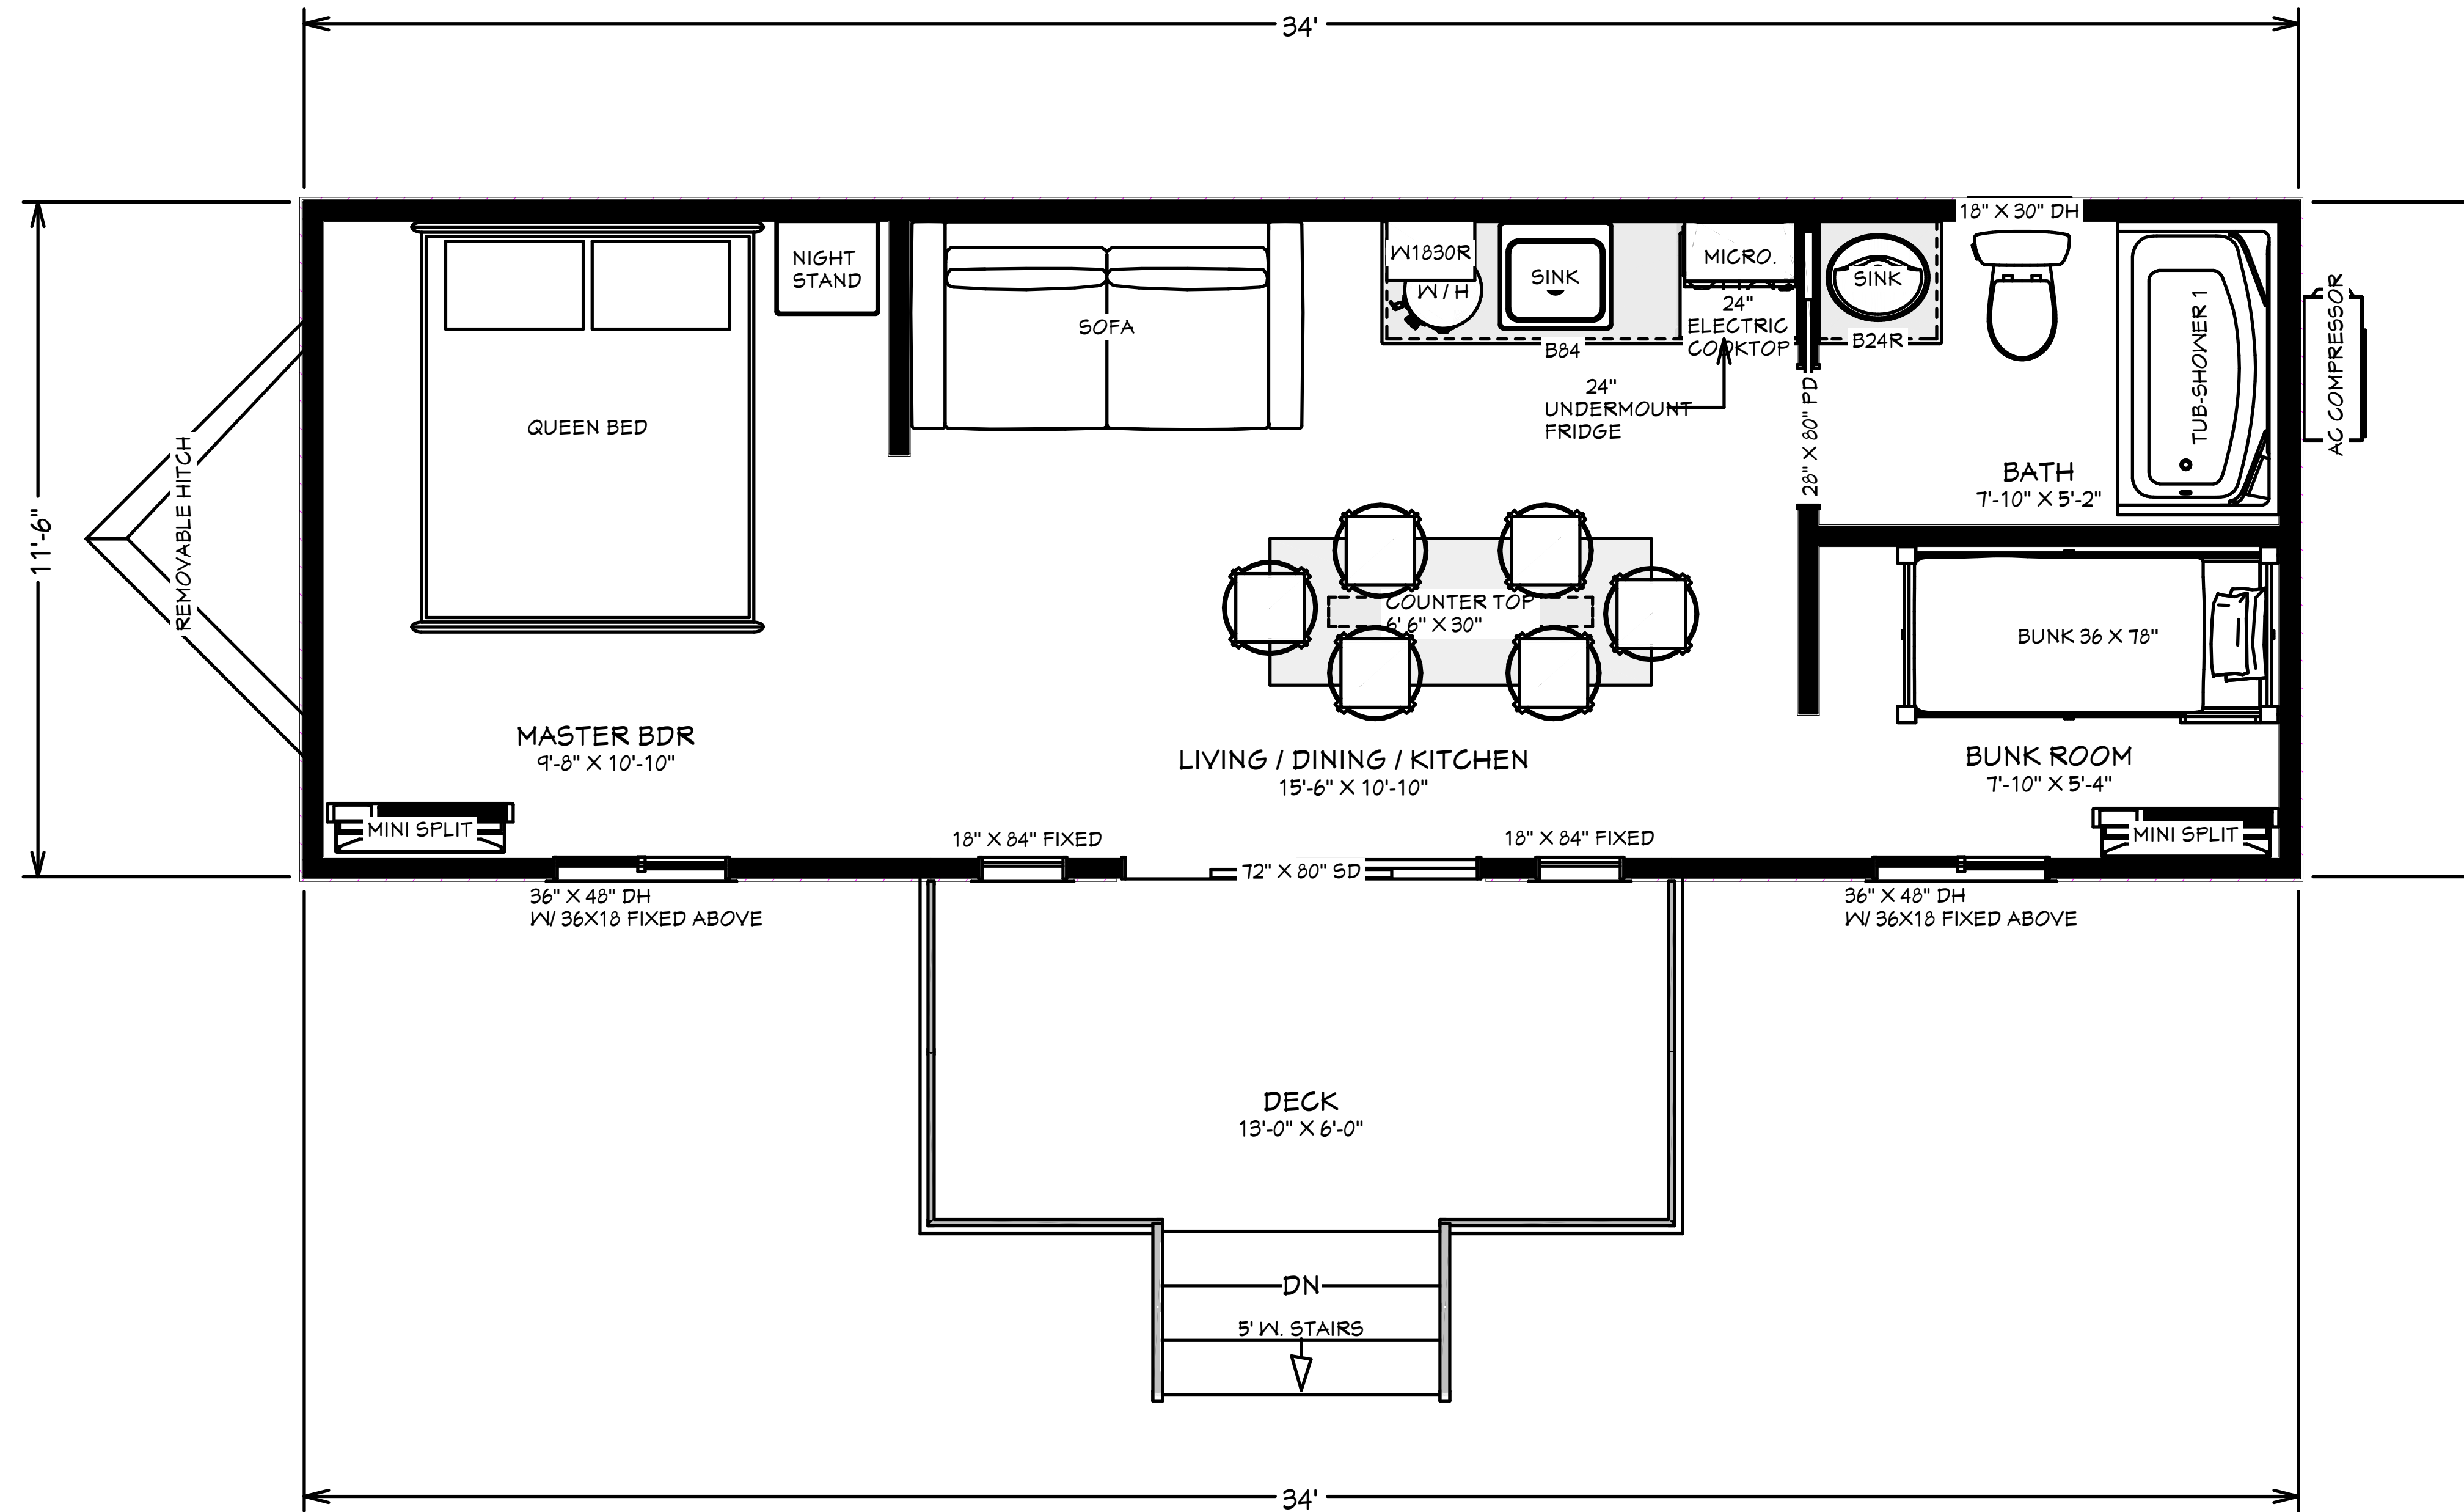 34'
18" X 30" DH
NIGHT
STAND
W1830R
W / H
SINK
MICRO.
SINK
SOFA
24"
ELECTRIC
COOKTOP
B84
B24R
24"
UNDERMOUNT
FRIDGE
28" X 80" PD
TUB-SHOWER 1
AC COMPRESSOR
QUEEN BED
BATH
7'-10" X 5'-2"
11'-6"
REMOVABLE HITCH
COUNTER TOP
6' 6" X 30"
BUNK 36 X 78"
MASTER BDR
9'-8" X 10'-10"
LIVING / DINING / KITCHEN
15'-6" X 10'-10"
BUNK ROOM
7'-10" X 5'-4"
MINI SPLIT
MINI SPLIT
18" X 84" FIXED
18" X 84" FIXED
72" X 80" SD
36" X 48" DH
W/ 36X18 FIXED ABOVE
36" X 48" DH
W/ 36X18 FIXED ABOVE
DECK
13'-0" X 6'-0"
DN
5' W. STAIRS
34'